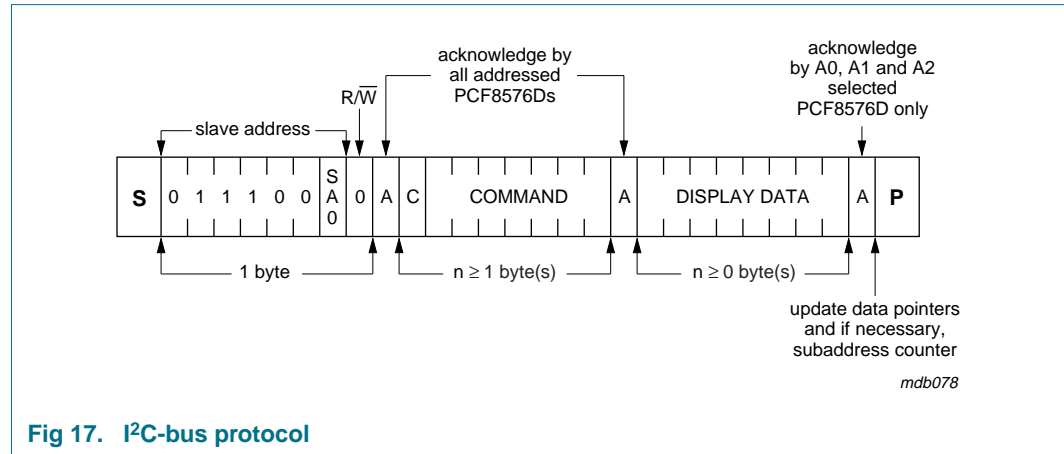 acknowledge by
all addressed
PCF8576Ds
acknowledge
by A0, A1 and A2
selected
PCF8576D only
R/W̅
slave address
S 0 1 1 1 0 0 SA0 0 A C COMMAND A DISPLAY DATA A P
1 byte
n ≥ 1 byte(s)
n ≥ 0 byte(s)
update data pointers
and if necessary,
subaddress counter
mdb078
Fig 17. I²C-bus protocol